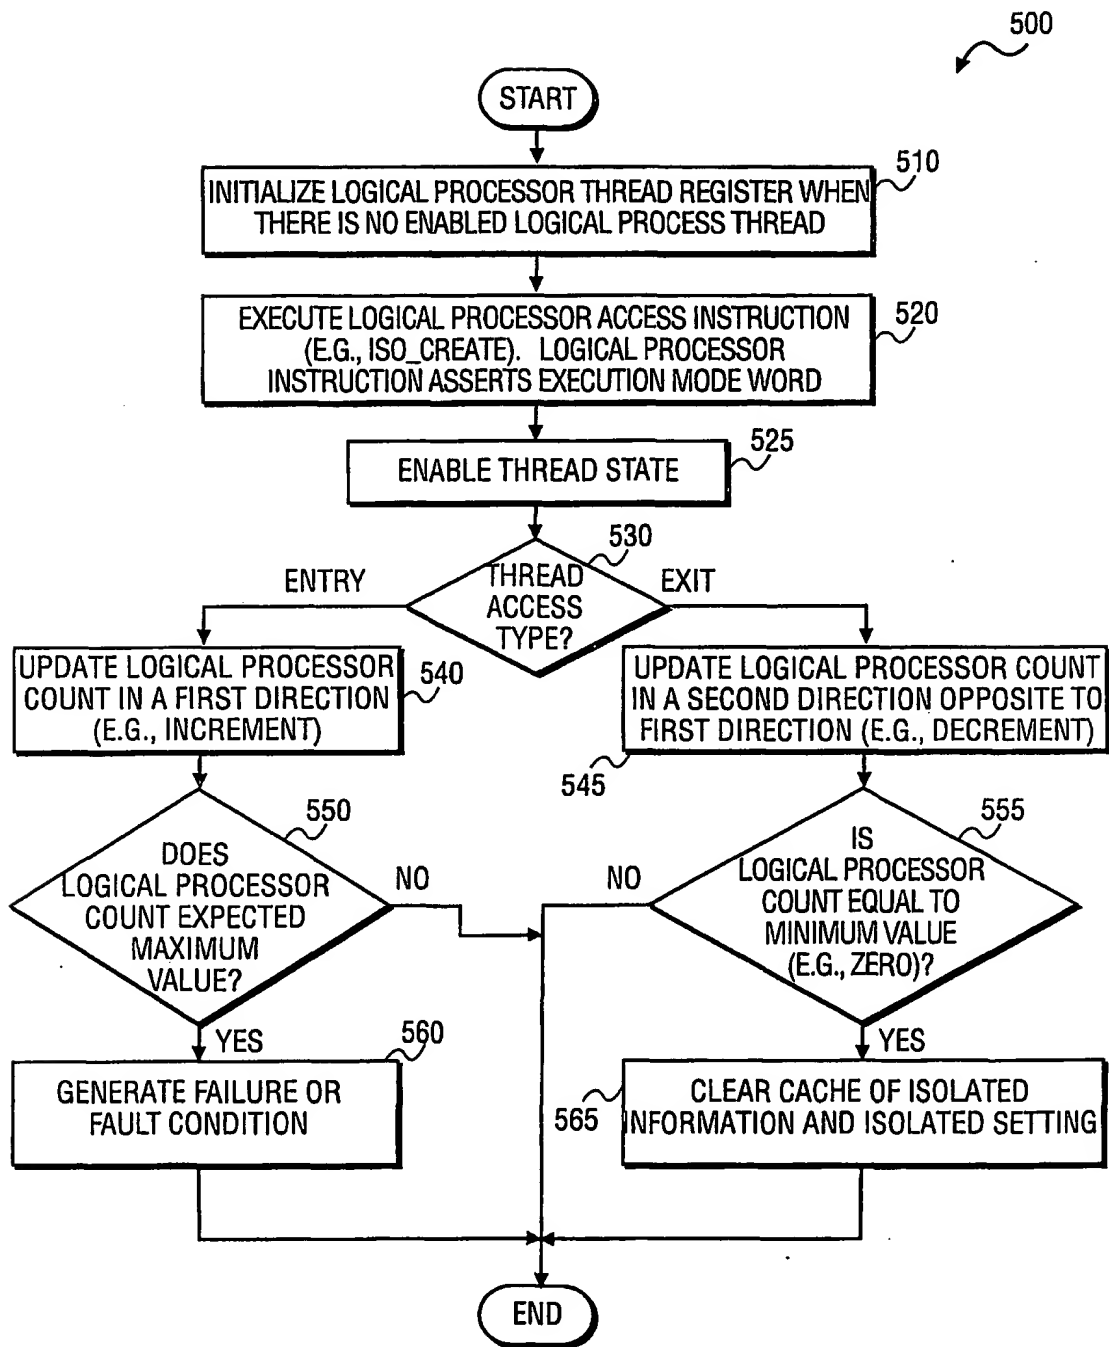 500
START
510
INITIALIZE LOGICAL PROCESSOR THREAD REGISTER WHEN
THERE IS NO ENABLED LOGICAL PROCESS THREAD
EXECUTE LOGICAL PROCESSOR ACCESS INSTRUCTION
(E.G., ISO_CREATE). LOGICAL PROCESSOR
INSTRUCTION ASSERTS EXECUTION MODE WORD
520
ENABLE THREAD STATE
525
530
THREAD
ACCESS
TYPE?
ENTRY
EXIT
UPDATE LOGICAL PROCESSOR
COUNT IN A FIRST DIRECTION
(E.G., INCREMENT)
540
UPDATE LOGICAL PROCESSOR COUNT
IN A SECOND DIRECTION OPPOSITE TO
FIRST DIRECTION (E.G., DECREMENT)
545
550
DOES
LOGICAL PROCESSOR
COUNT EXPECTED
MAXIMUM
VALUE?
NO
555
IS
LOGICAL PROCESSOR
COUNT EQUAL TO
MINIMUM VALUE
(E.G., ZERO)?
NO
YES
560
GENERATE FAILURE OR
FAULT CONDITION
YES
565
CLEAR CACHE OF ISOLATED
INFORMATION AND ISOLATED SETTING
END